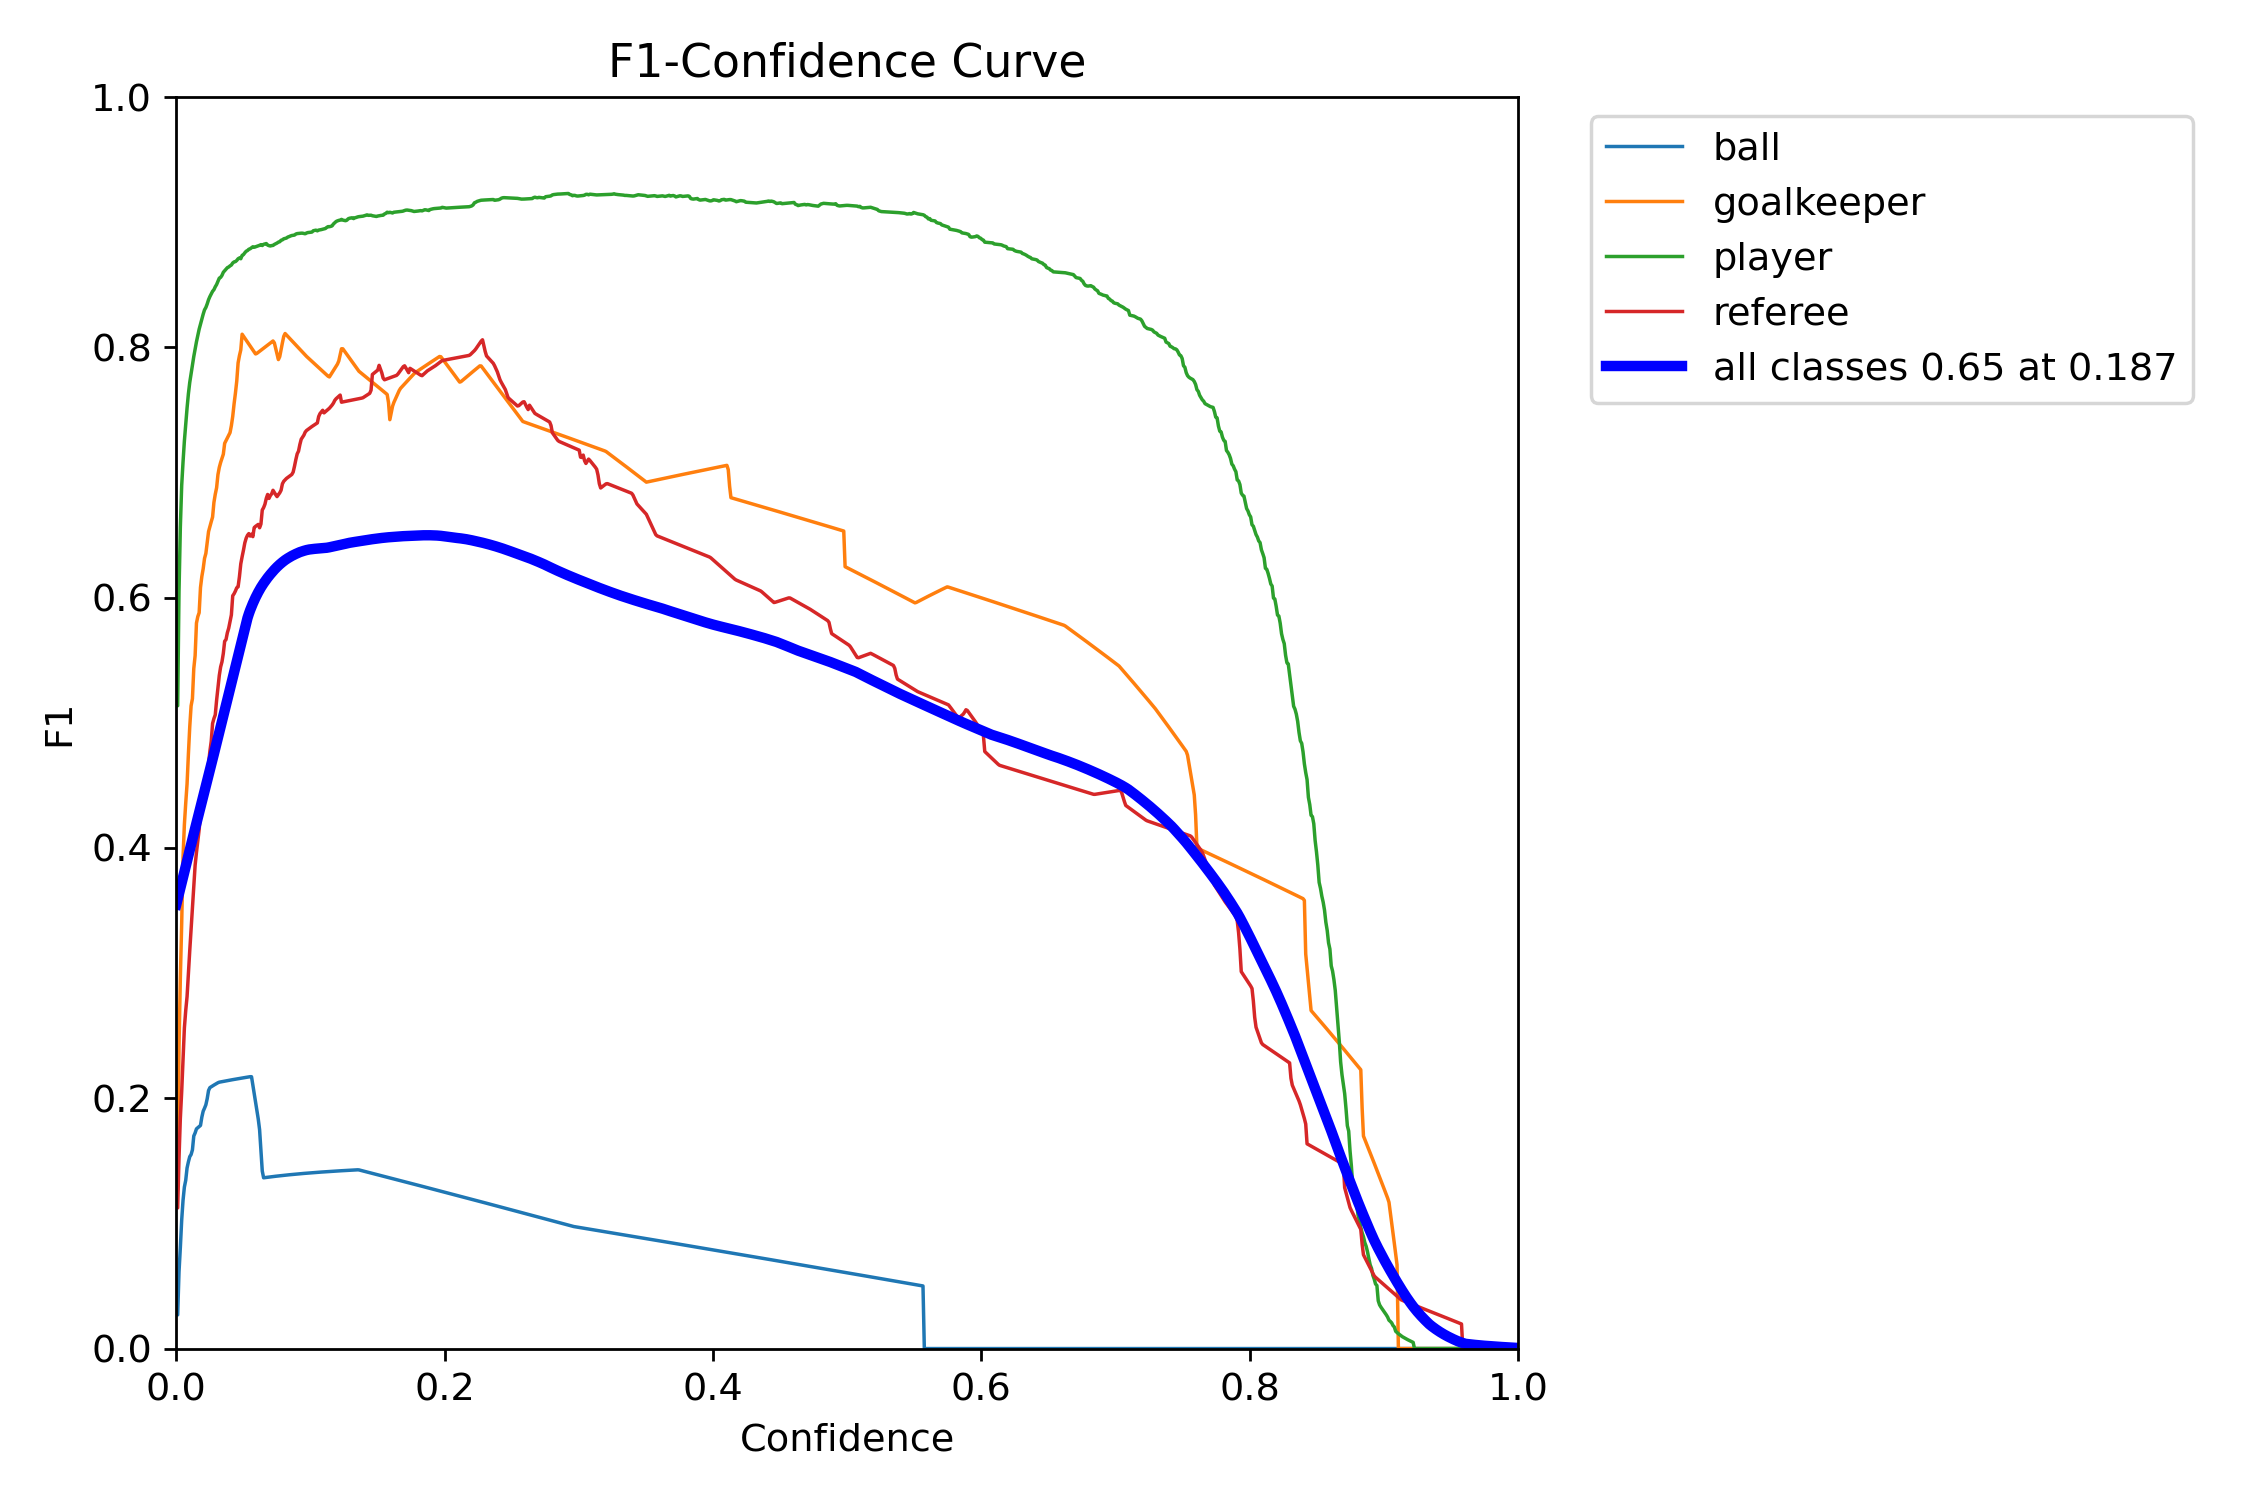 F1-Confidence Curve
1.0
0.8
0.6
0.4
0.2
0.0
F1
0.0 0.2 0.4 0.6 0.8 1.0
Confidence
ball
goalkeeper
player
referee
all classes 0.65 at 0.187